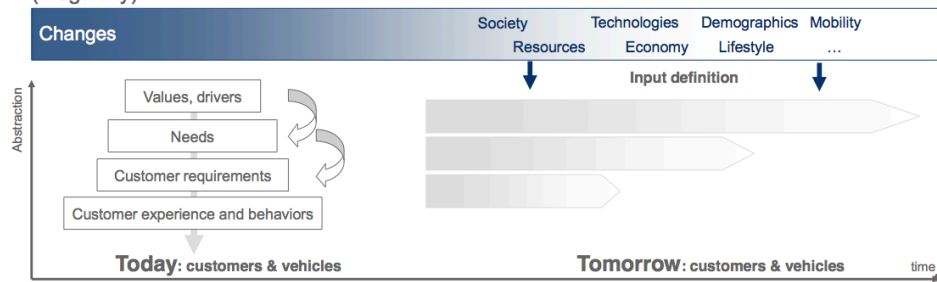 Changes
Society Technologies Demographics Mobility
Resources Economy Lifestyle ...
Input definition
Abstraction
Values, drivers
Needs
Customer requirements
Customer experience and behaviors
Today: customers & vehicles
Tomorrow: customers & vehicles
time